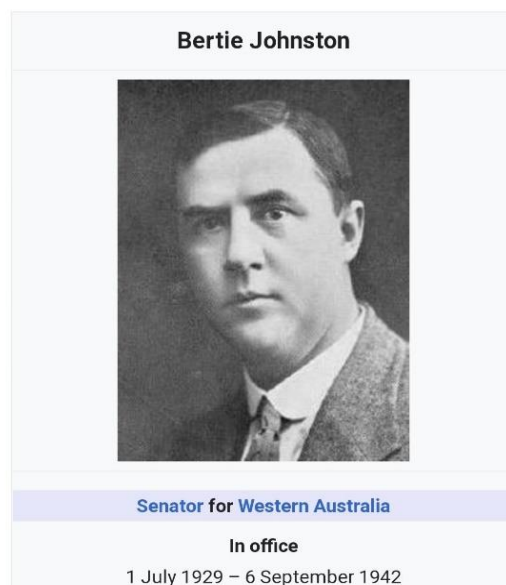 Bertie Johnston
Senator for Western Australia
In office
1 July 1929 – 6 September 1942